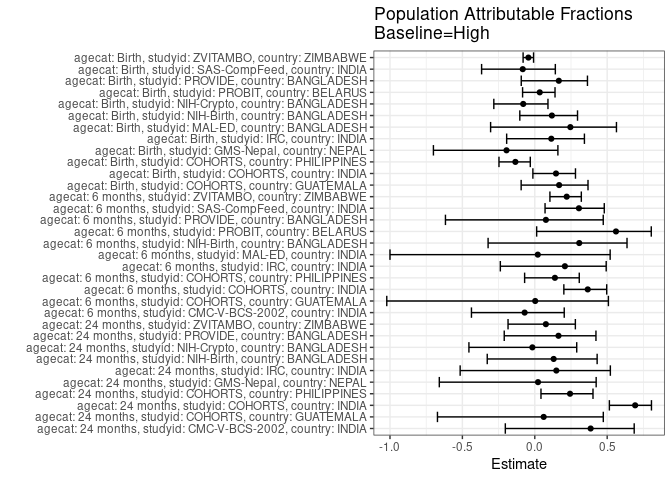 Population Attributable Fractions
Baseline=High
agecat: Birth, studyid: ZVITAMBO, country: ZIMBABWE
agecat: Birth, studyid: SAS-CompFeed, country: INDIA
agecat: Birth, studyid: PROVIDE, country: BANGLADESH
agecat: Birth, studyid: PROBIT, country: BELARUS
agecat: Birth, studyid: NIH-Crypto, country: BANGLADESH
agecat: Birth, studyid: NIH-Birth, country: BANGLADESH
agecat: Birth, studyid: MAL-ED, country: BANGLADESH
agecat: Birth, studyid: IRC, country: INDIA
agecat: Birth, studyid: GMS-Nepal, country: NEPAL
agecat: Birth, studyid: COHORTS, country: PHILIPPINES
agecat: Birth, studyid: COHORTS, country: INDIA
agecat: Birth, studyid: COHORTS, country: GUATEMALA
agecat: 6 months, studyid: ZVITAMBO, country: ZIMBABWE
agecat: 6 months, studyid: SAS-CompFeed, country: INDIA
agecat: 6 months, studyid: PROVIDE, country: BANGLADESH
agecat: 6 months, studyid: PROBIT, country: BELARUS
agecat: 6 months, studyid: NIH-Birth, country: BANGLADESH
agecat: 6 months, studyid: MAL-ED, country: INDIA
agecat: 6 months, studyid: IRC, country: INDIA
agecat: 6 months, studyid: COHORTS, country: PHILIPPINES
agecat: 6 months, studyid: COHORTS, country: INDIA
agecat: 6 months, studyid: COHORTS, country: GUATEMALA
agecat: 6 months, studyid: CMC-V-BCS-2002, country: INDIA
agecat: 24 months, studyid: ZVITAMBO, country: ZIMBABWE
agecat: 24 months, studyid: PROVIDE, country: BANGLADESH
agecat: 24 months, studyid: NIH-Crypto, country: BANGLADESH
agecat: 24 months, studyid: NIH-Birth, country: BANGLADESH
agecat: 24 months, studyid: IRC, country: INDIA
agecat: 24 months, studyid: GMS-Nepal, country: NEPAL
agecat: 24 months, studyid: COHORTS, country: PHILIPPINES
agecat: 24 months, studyid: COHORTS, country: INDIA
agecat: 24 months, studyid: COHORTS, country: GUATEMALA
agecat: 24 months, studyid: CMC-V-BCS-2002, country: INDIA
-1.0 -0.5 0.0 0.5
Estimate